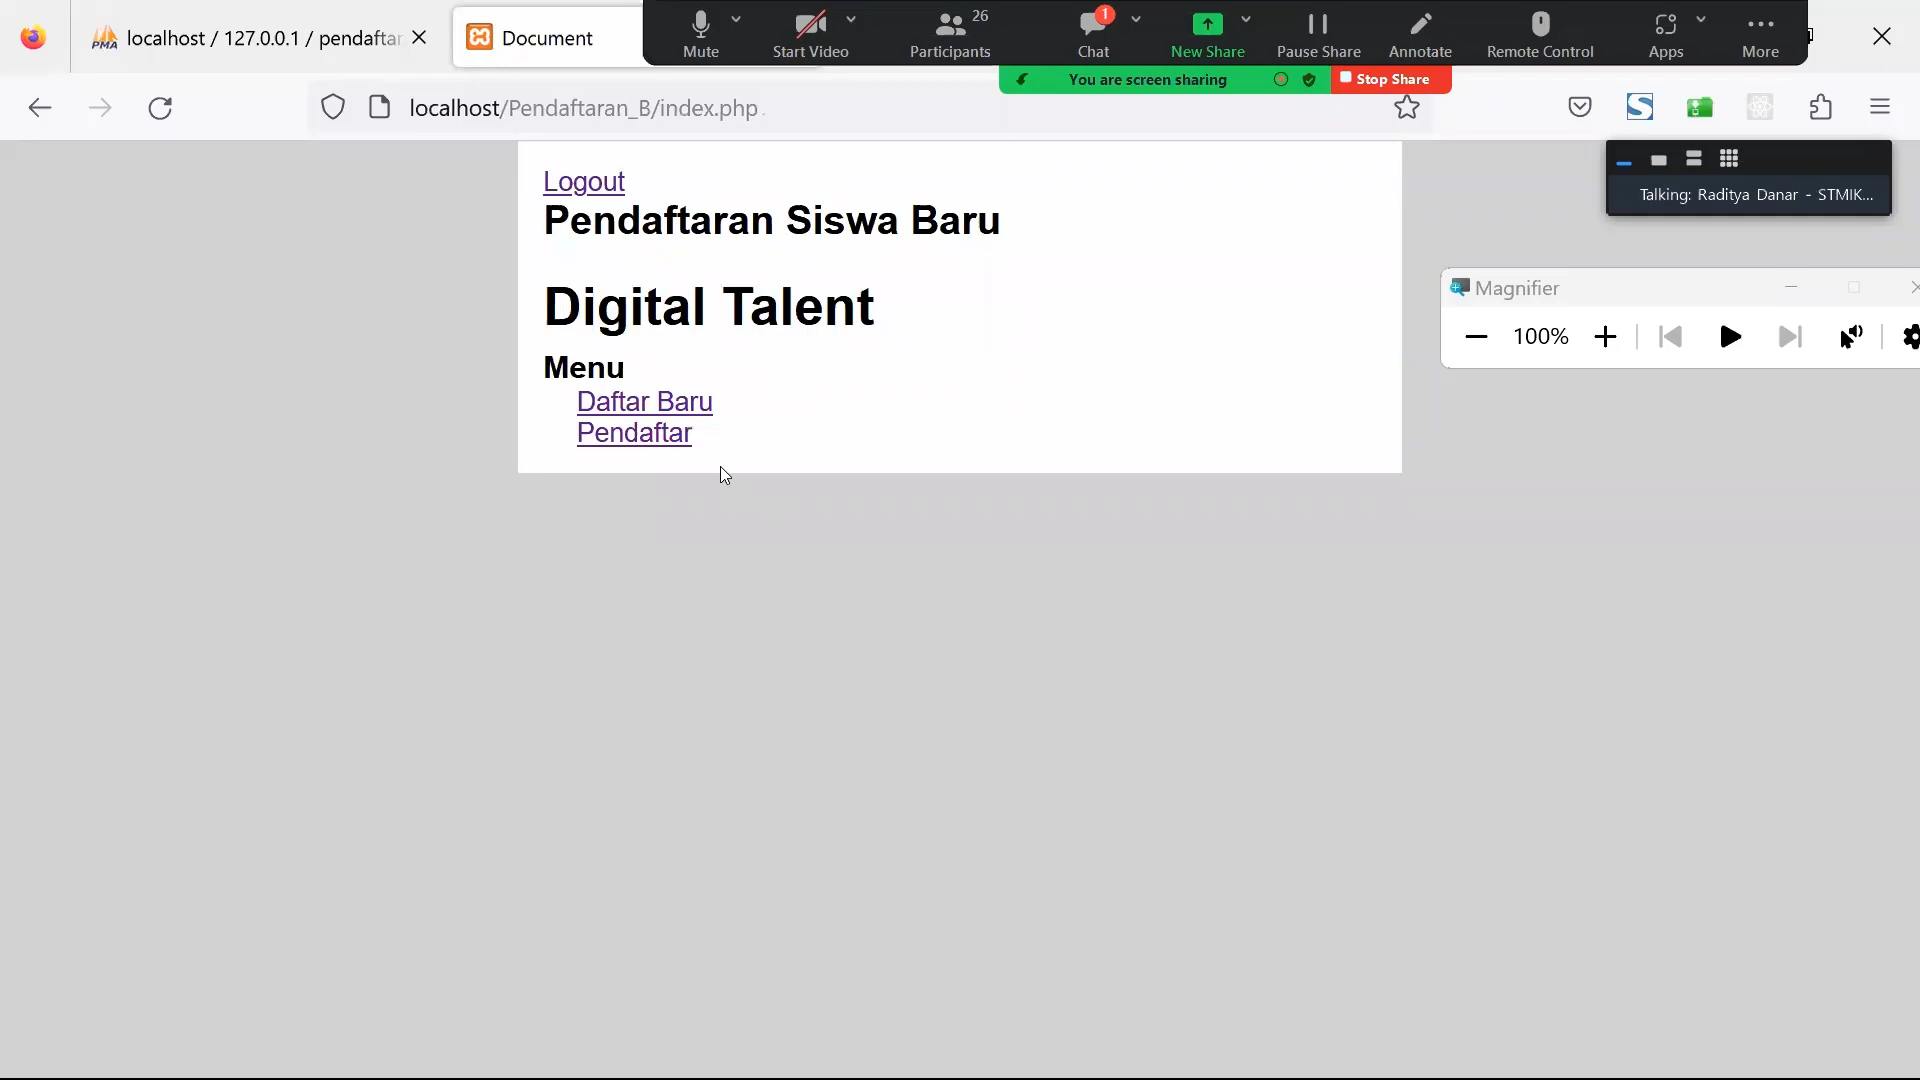 localhost / 127.0.0.1 / pendaftar
Document
Mute
Start Video
Participants
26
Chat
1
New Share
Pause Share
Annotate
Remote Control
Apps
More
You are screen sharing
Stop Share
localhost/Pendaftaran_B/index.php
Talking: Raditya Danar - STMIK...
Logout
Pendaftaran Siswa Baru
Digital Talent
Menu
Daftar Baru
Pendaftar
Magnifier
100%